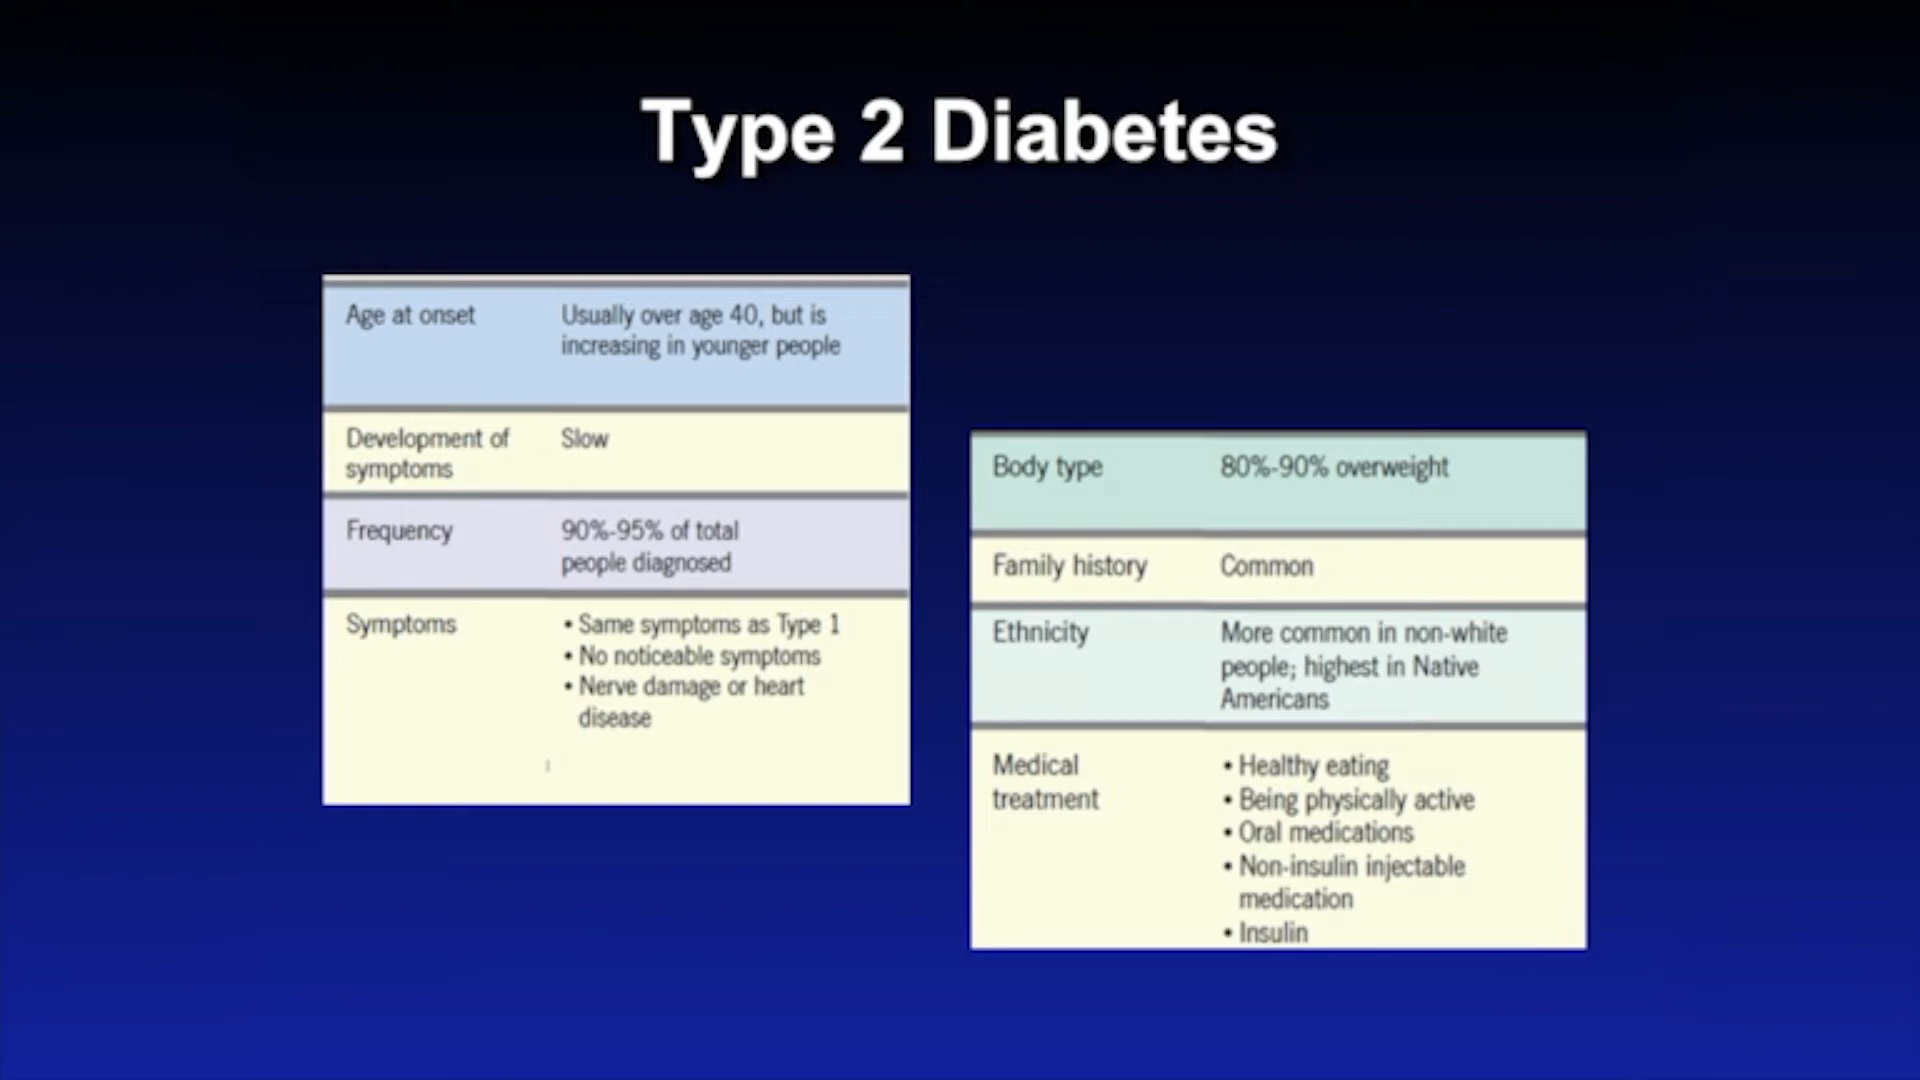 Type 2 Diabetes
Age at onset
Usually over age 40, but is
increasing in younger people
Development of
symptoms
Slow
Frequency
90%-95% of total
people diagnosed
Symptoms
• Same symptoms as Type 1
• No noticeable symptoms
• Nerve damage or heart
disease
Body type
80%-90% overweight
Family history
Common
Ethnicity
More common in non-white
people; highest in Native
Americans
Medical
treatment
• Healthy eating
• Being physically active
• Oral medications
• Non-insulin injectable
medication
• Insulin